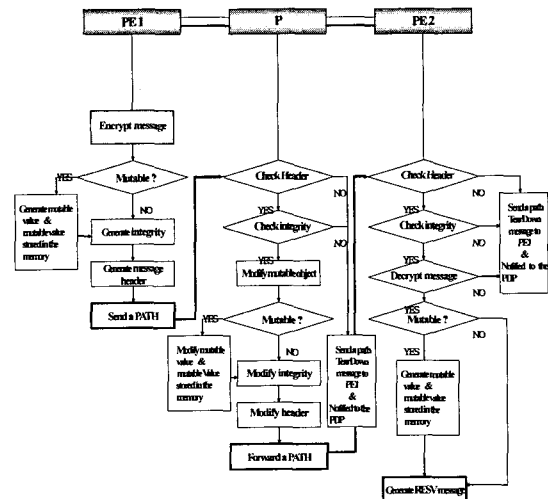 PE1
P
PE2
Encrypt message
Mutable ?
YES
NO
Generate mutable
value &
mutable value
stored in the
memory
Generate integrity
Generate message
header
Send a PATH
Check Header
NO
YES
Check integrity
NO
YES
Modify mutable object
Mutable ?
YES
NO
Modify mutable
value &
mutable Value
stored in the
memory
Modify integrity
Modify header
Forward a PATH
Send a path
TearDown
message to
PE1
&
Notified to the
PDP
Check Header
NO
YES
Check integrity
NO
YES
Decrypt message
NO
YES
Mutable ?
NO
YES
Send a path
TearDown
message to
PE1
&
Notified to the
PDP
Generate mutable
value &
mutable value
stored in the
memory
Generate RESV message